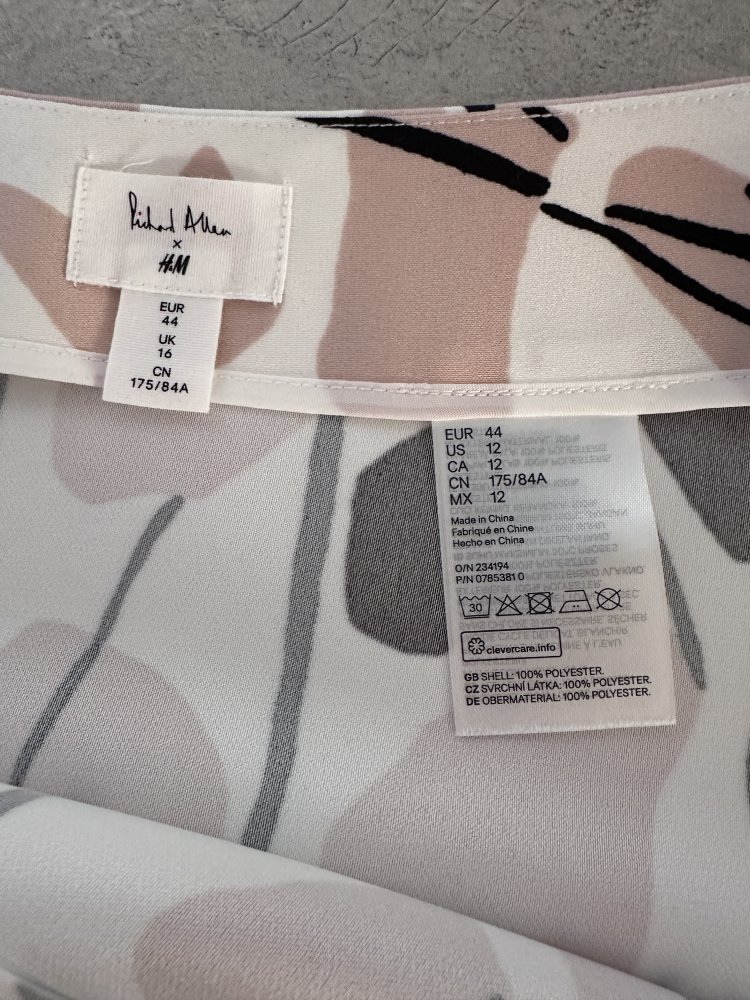 Richard Allan
x
H&M
EUR
44
UK
16
CN
175/84A
EUR 44
US 12
CA 12
CN 175/84A
MX 12
Made in China
Fabriqué en Chine
Hecho en China
O/N 234194
P/N 0785381 0
30
clevercare.info
GB SHELL: 100% POLYESTER.
CZ SVRCHNÍ LÁTKA: 100% POLYESTER.
DE OBERMATERIAL: 100% POLYESTER.